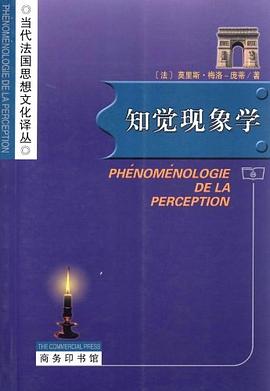 PHÉNOMÉNOLOGIE DE LA PERCEPTION
◎当代法国思想文化译丛◎
〔法〕莫里斯·梅洛-庞蒂/著
知觉现象学
PHÉNOMÉNOLOGIE
DE LA
PERCEPTION
THE COMMERCIAL PRESS
商务印书馆